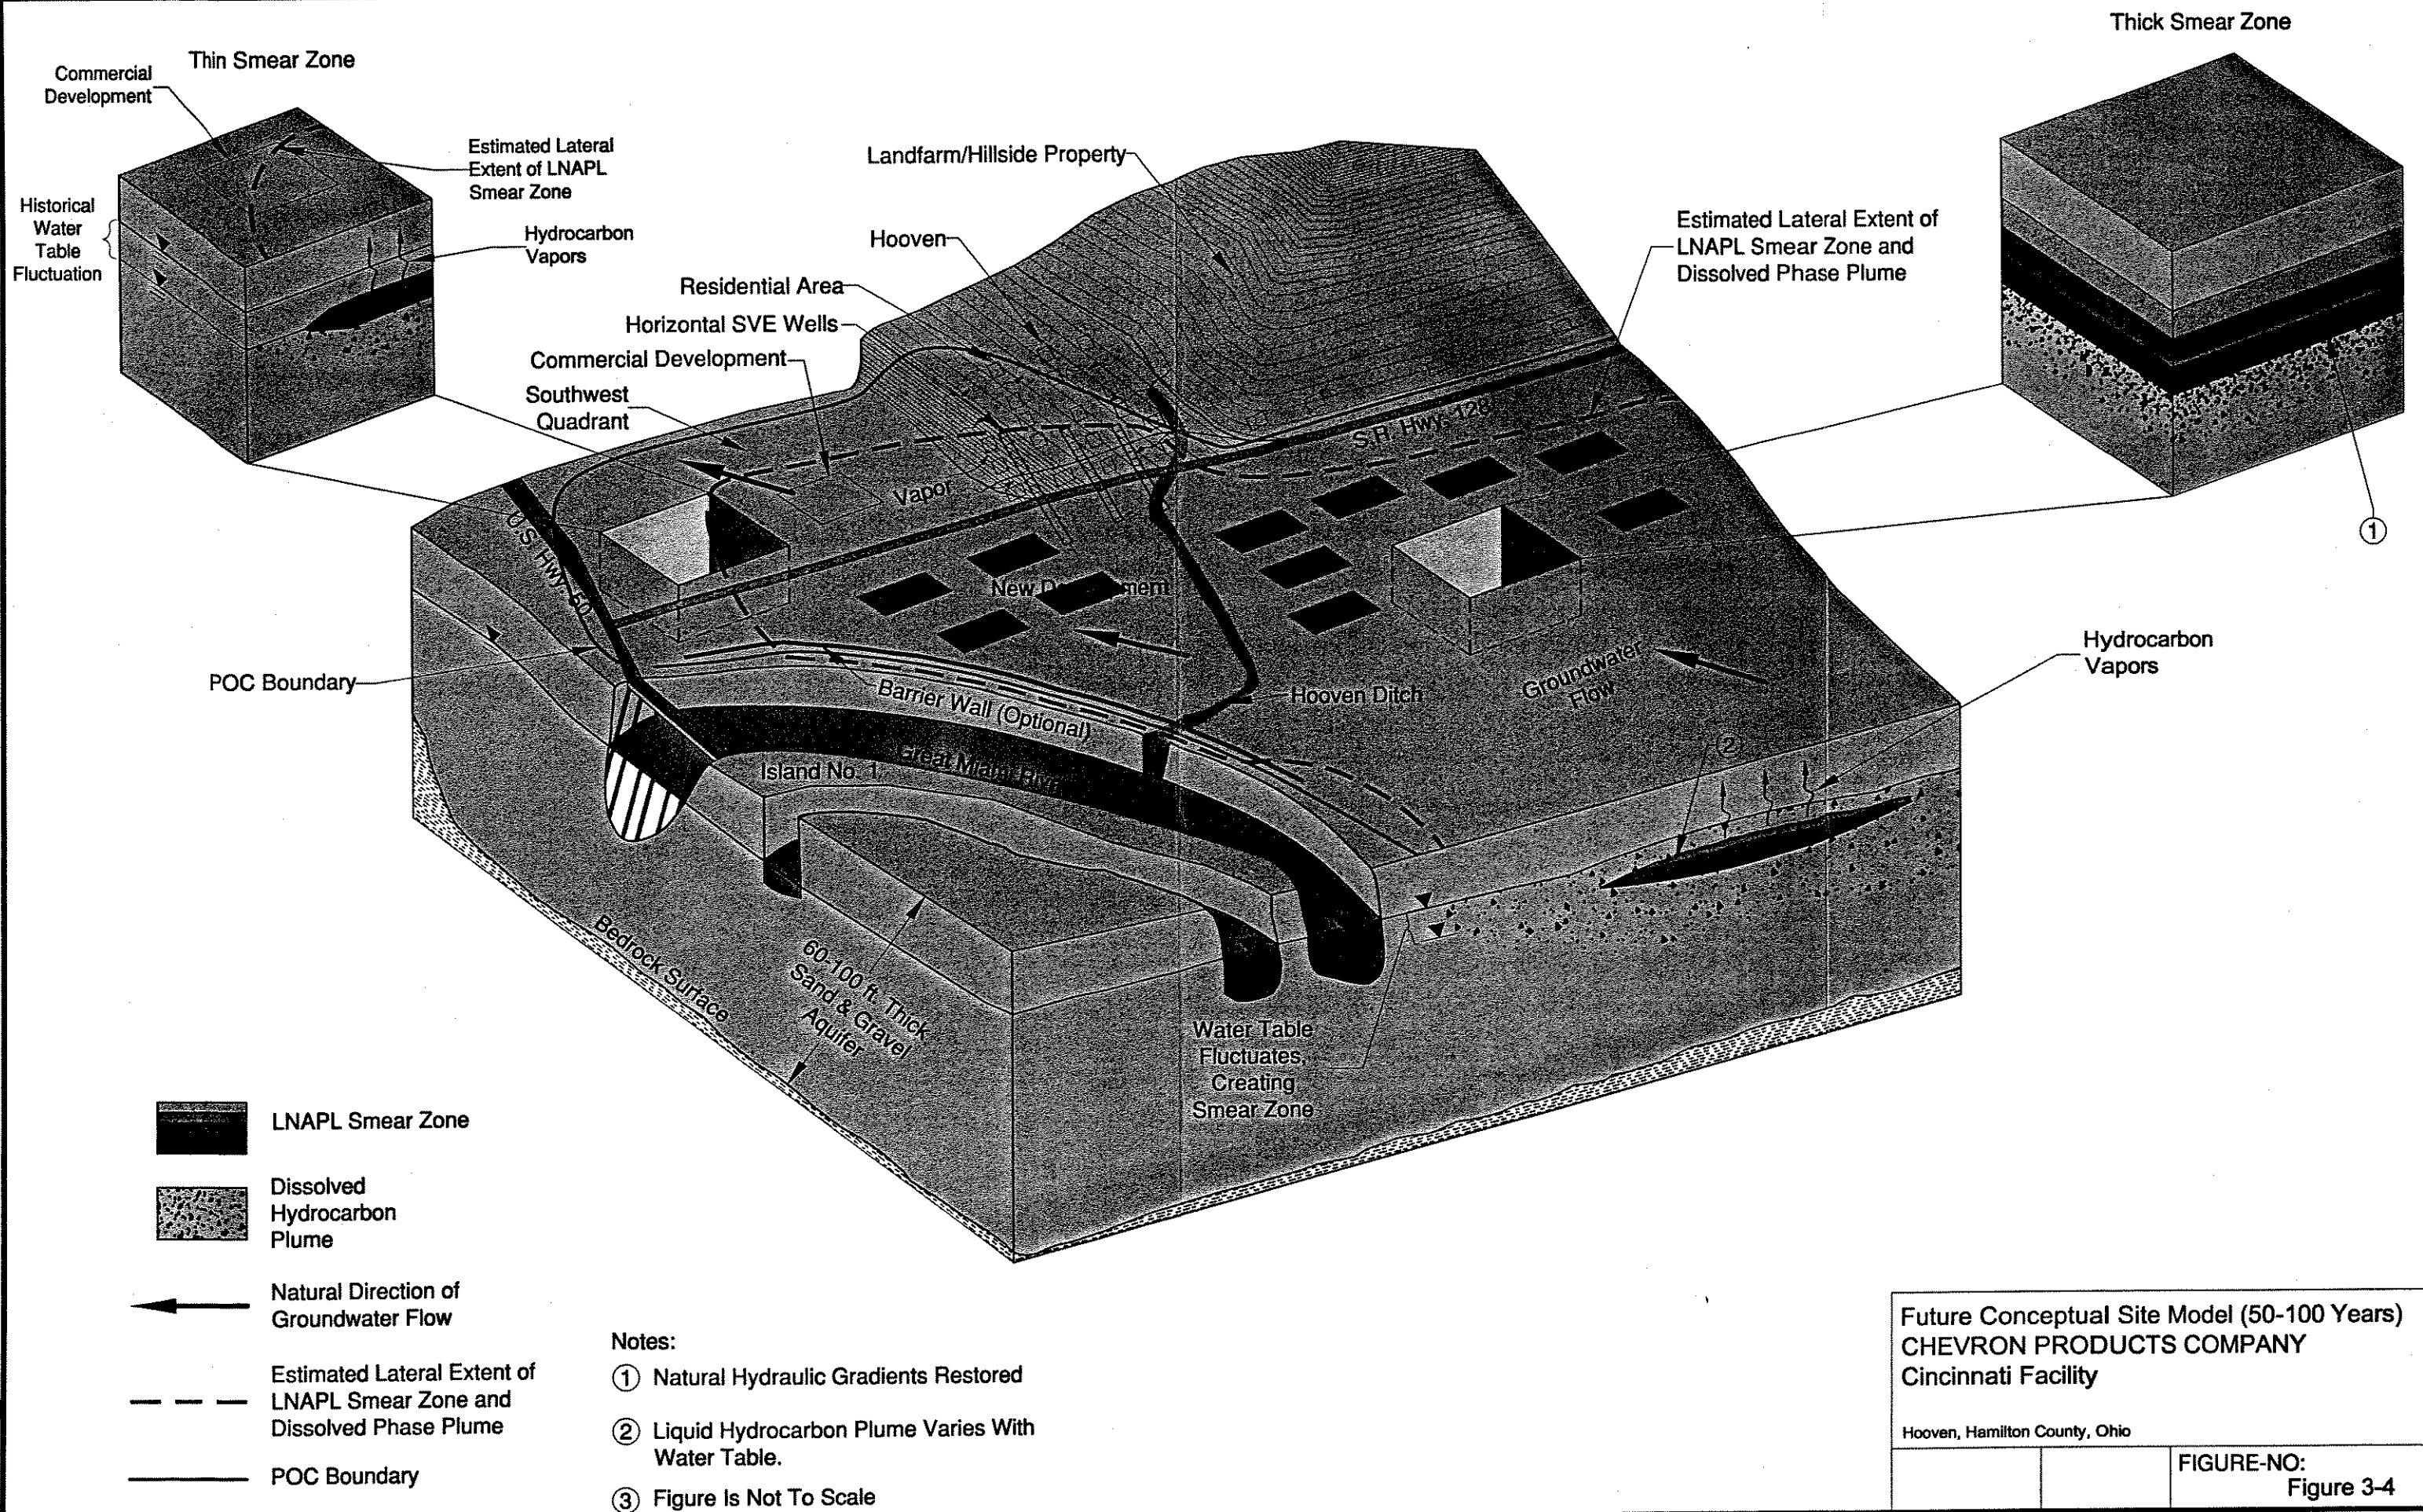 Thin Smear Zone
Commercial
Development
Estimated Lateral
Extent of LNAPL
Smear Zone
Historical
Water
Table
Fluctuation
Hydrocarbon
Vapors
Thick Smear Zone
1
Landfarm/Hillside Property
Hooven
Residential Area
Horizontal SVE Wells
Commercial Development
Southwest
Quadrant
Estimated Lateral Extent of
LNAPL Smear Zone and
Dissolved Phase Plume
S.R. Hwy. 128
Vapor
U.S. Hwy. 50
New Development
POC Boundary
Barrier Wall (Optional)
Hooven Ditch
Groundwater
Flow
Hydrocarbon
Vapors
2
Great Miami River
Island No. 1
Bedrock Surface
60-100 ft. Thick
Sand & Gravel
Aquifer
Water Table
Fluctuates,
Creating
Smear Zone
LNAPL Smear Zone
Dissolved
Hydrocarbon
Plume
Natural Direction of
Groundwater Flow
Estimated Lateral Extent of
LNAPL Smear Zone and
Dissolved Phase Plume
POC Boundary
Notes:
1 Natural Hydraulic Gradients Restored
2 Liquid Hydrocarbon Plume Varies With
Water Table.
3 Figure Is Not To Scale
Future Conceptual Site Model (50-100 Years)
CHEVRON PRODUCTS COMPANY
Cincinnati Facility
Hooven, Hamilton County, Ohio
FIGURE-NO:
Figure 3-4